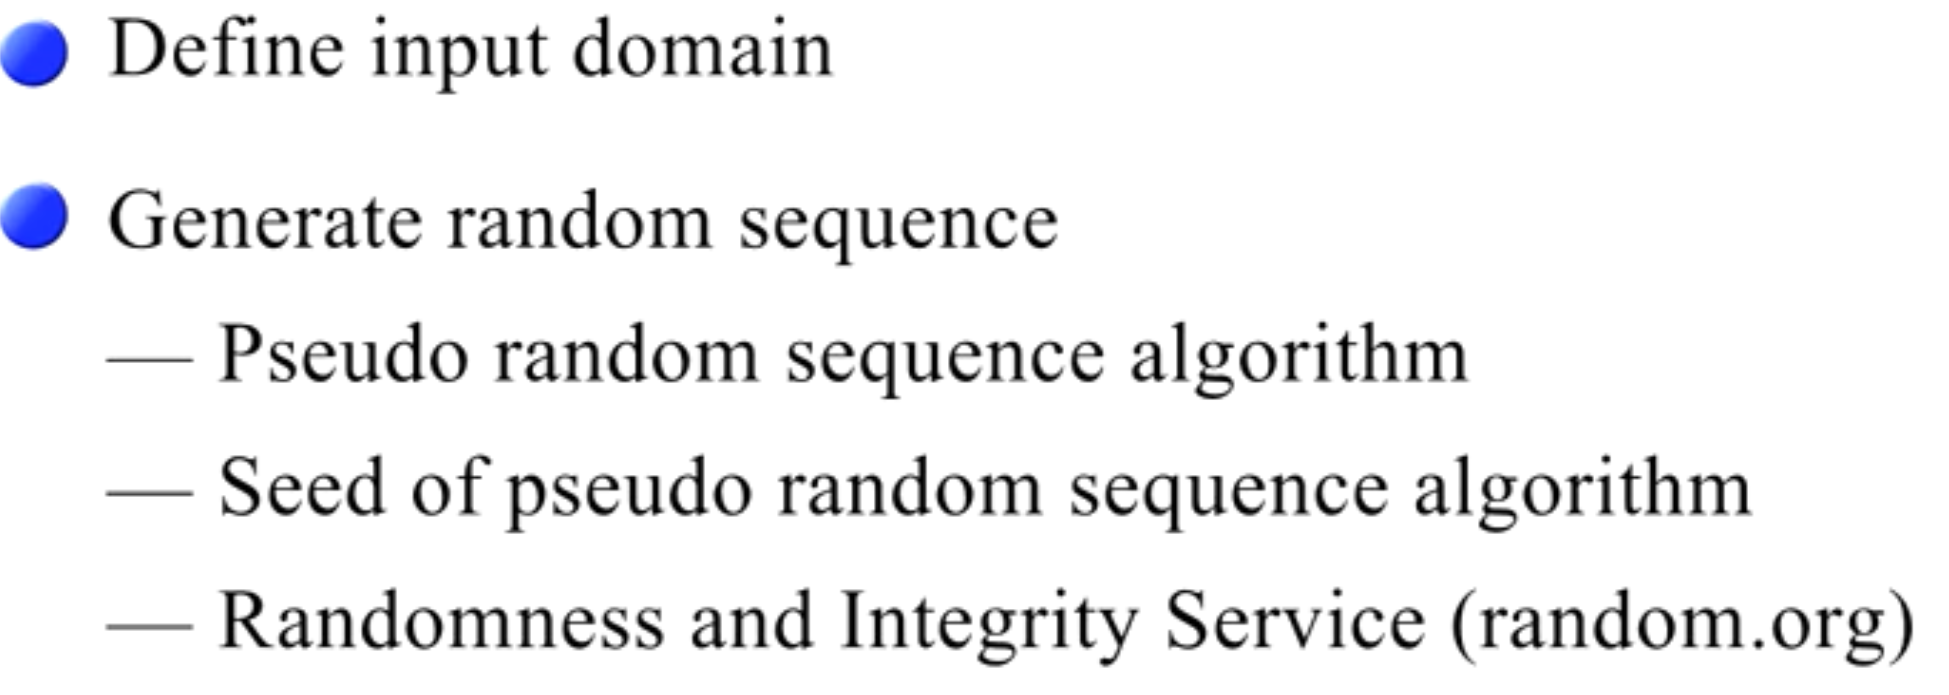 Define input domain
Generate random sequence
— Pseudo random sequence algorithm
— Seed of pseudo random sequence algorithm
— Randomness and Integrity Service (random.org)